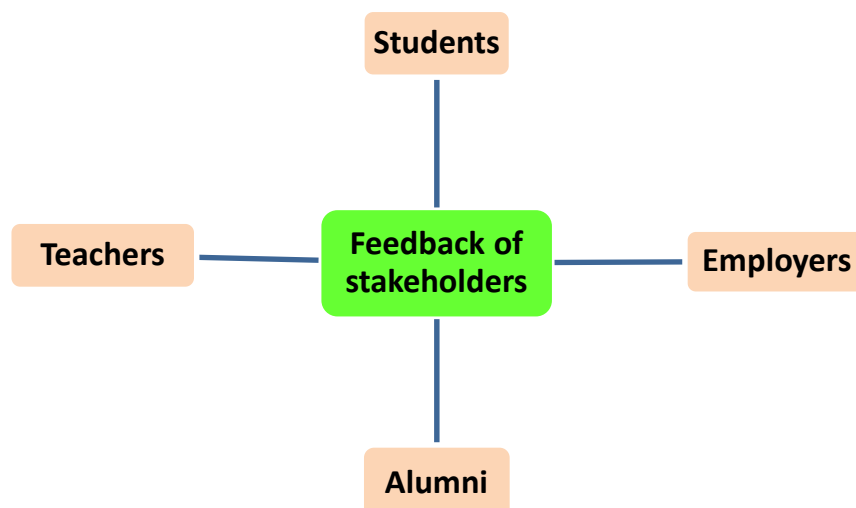 Students
Teachers
Feedback of
stakeholders
Employers
Alumni